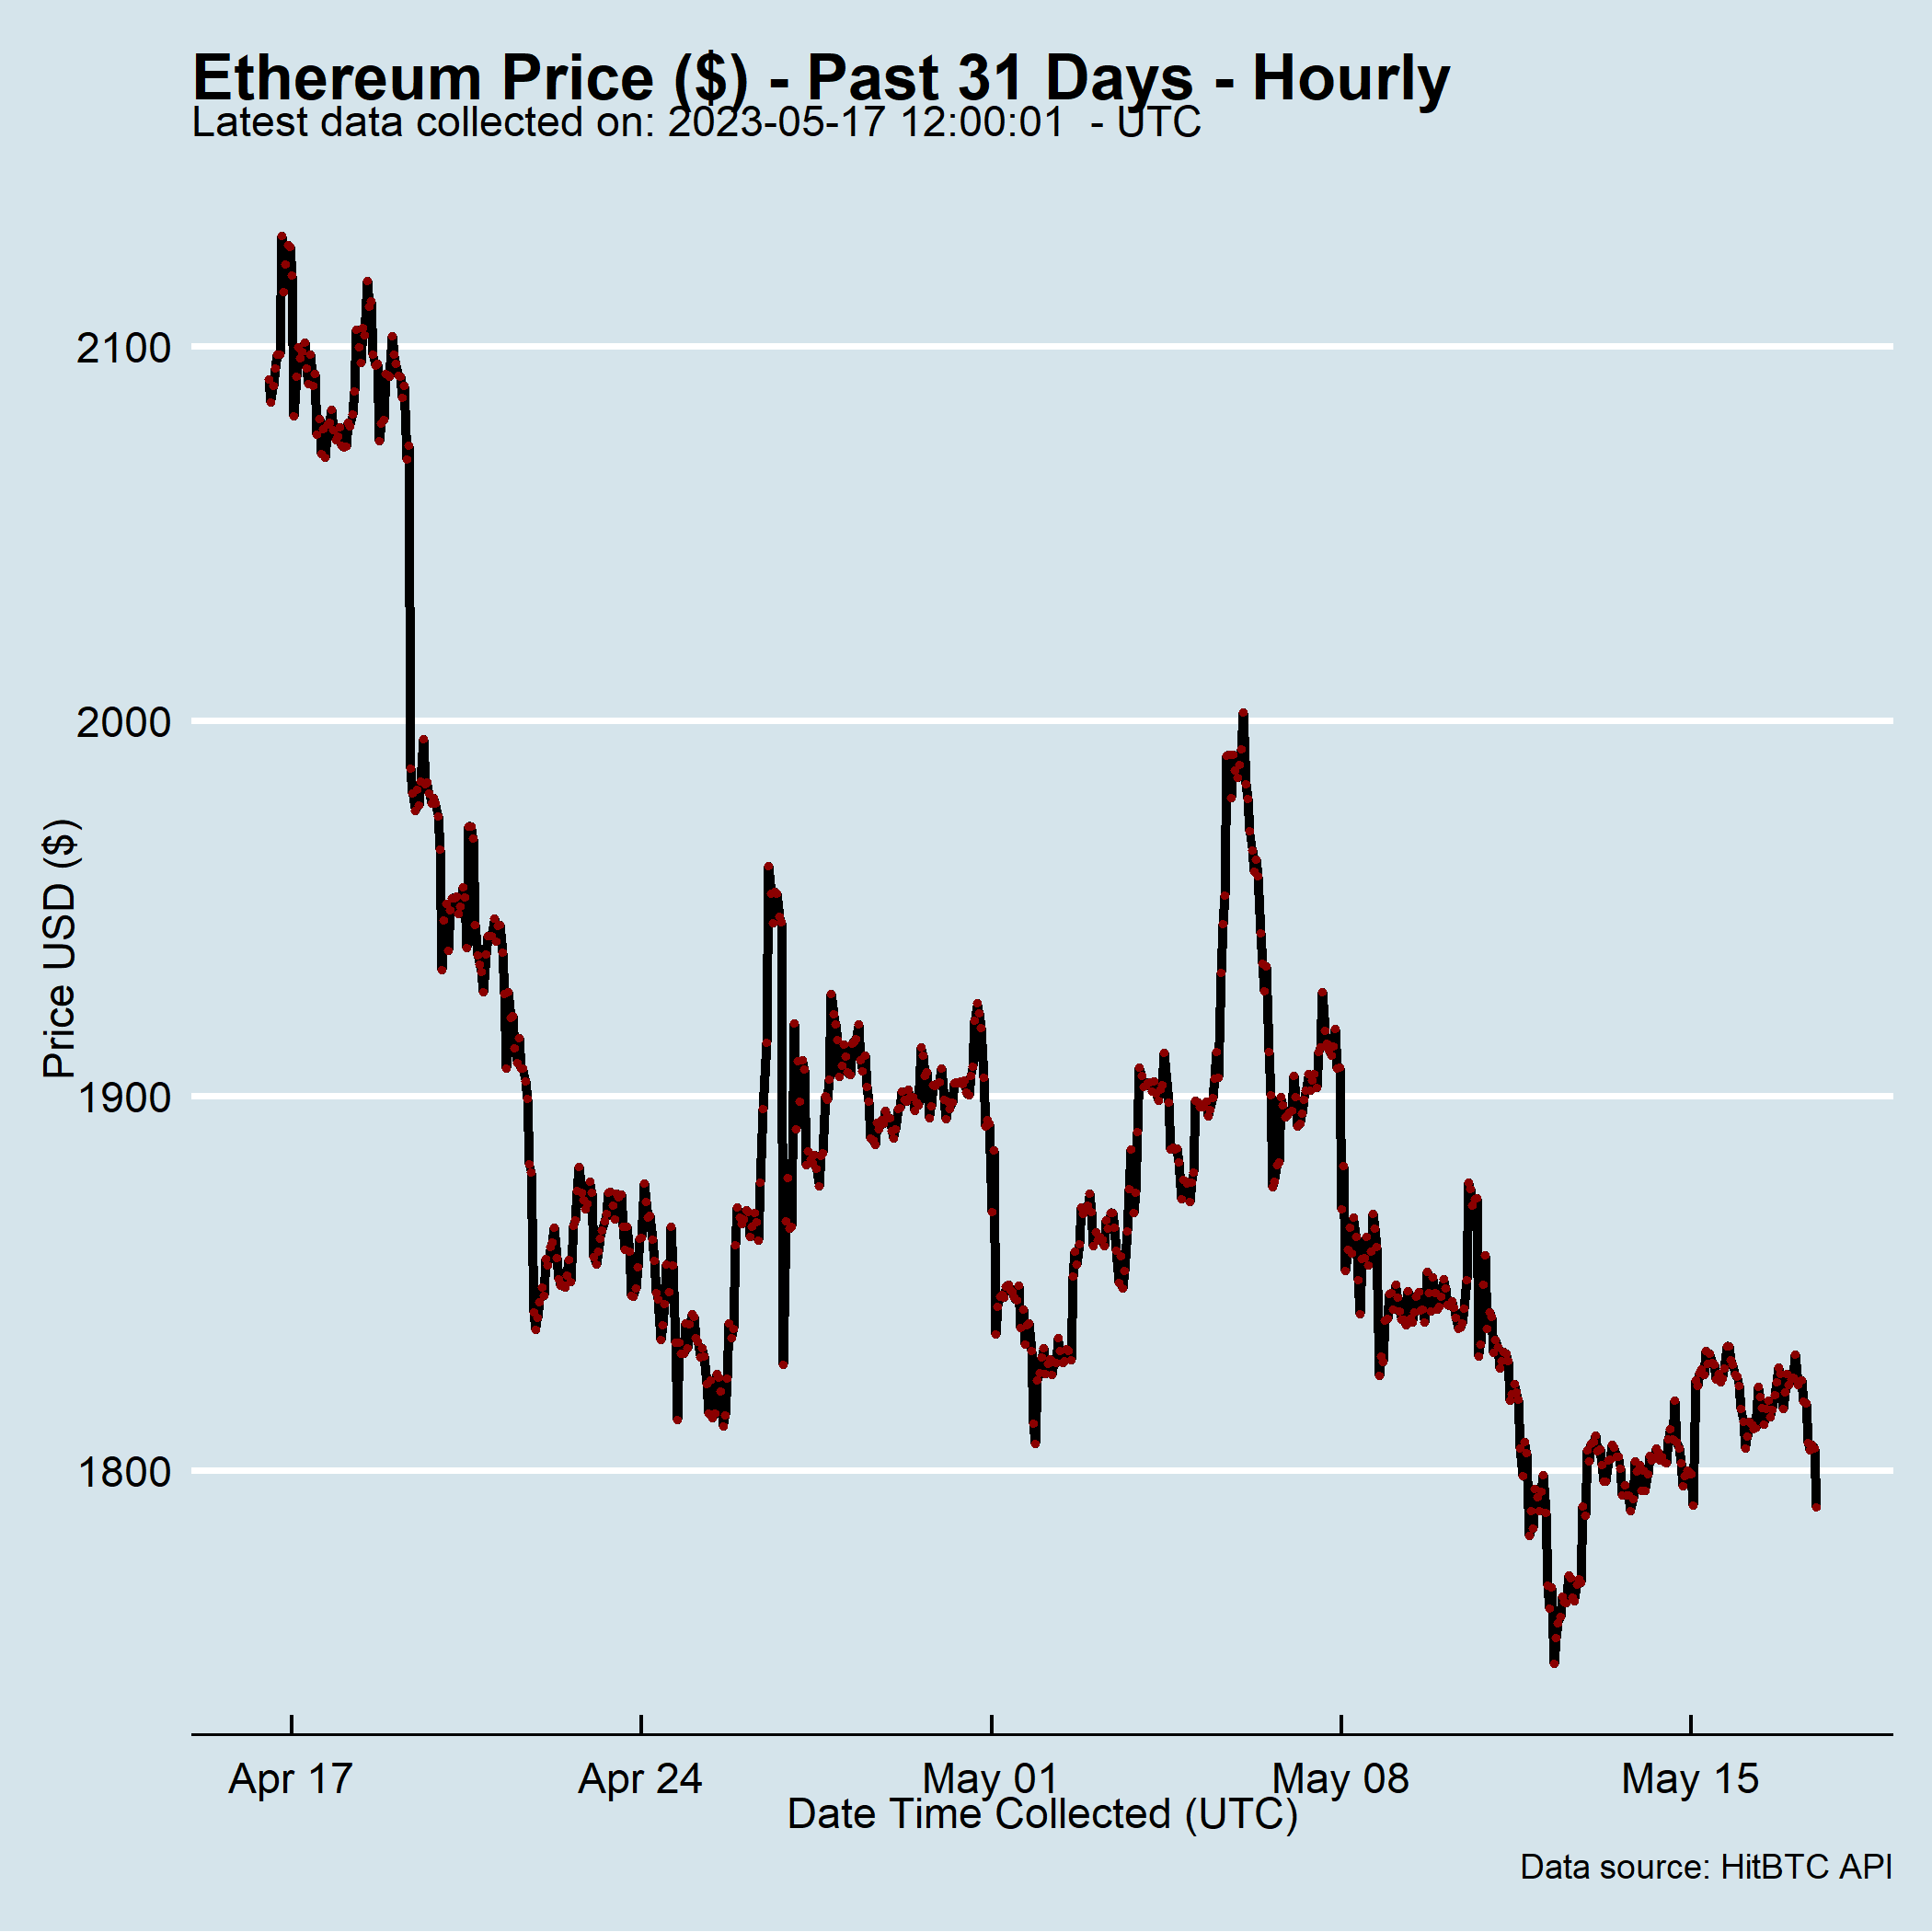 Ethereum Price ($) - Past 31 Days - Hourly
Latest data collected on: 2023-05-17 12:00:01  - UTC
Price USD ($)
2100
2000
1900
1800
Apr 17
Apr 24
May 01
May 08
May 15
Date Time Collected (UTC)
Data source: HitBTC API